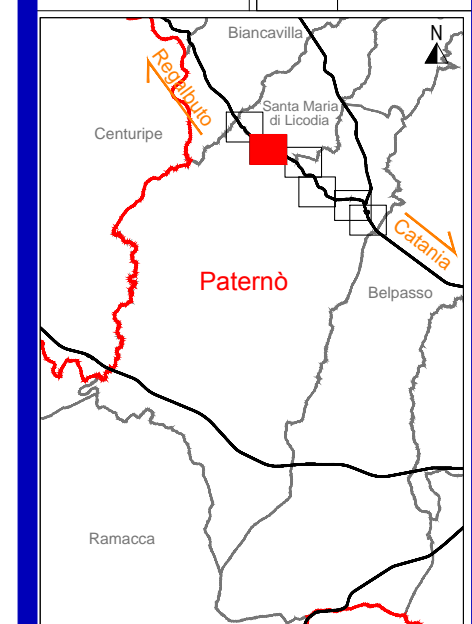 Biancavilla
N
Regalbuto
Santa Maria
di Licodia
Centuripe
Catania
Paternò
Belpasso
Ramacca